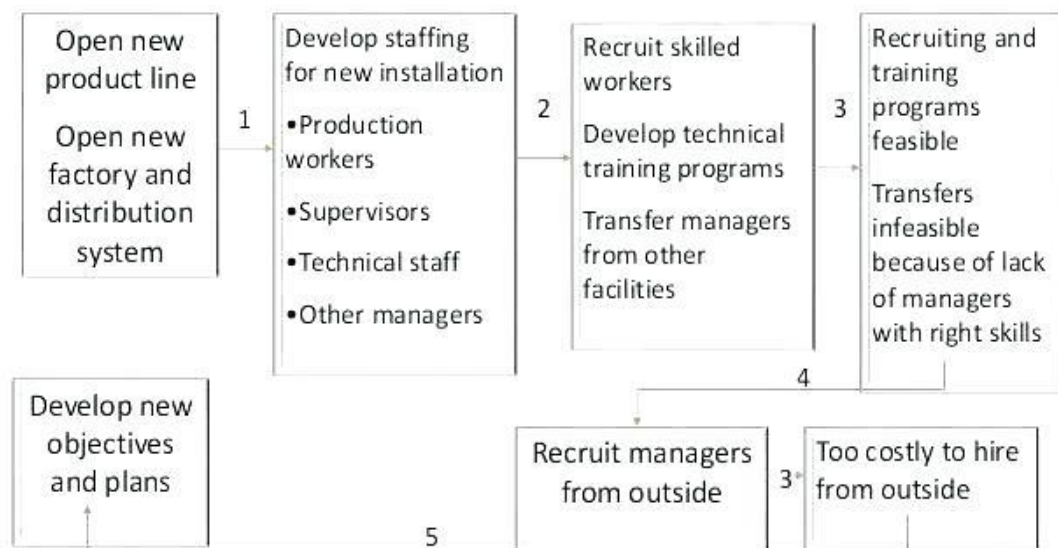 Open new
product line
Open new
factory and
distribution
system
1
Develop staffing
for new installation
•Production
workers
•Supervisors
•Technical staff
•Other managers
2
Recruit skilled
workers
Develop technical
training programs
Transfer managers
from other
facilities
3
Recruiting and
training
programs
feasible
Transfers
infeasible
because of lack
of managers
with right skills
4
Recruit managers
from outside
3
Too costly to hire
from outside
5
Develop new
objectives
and plans